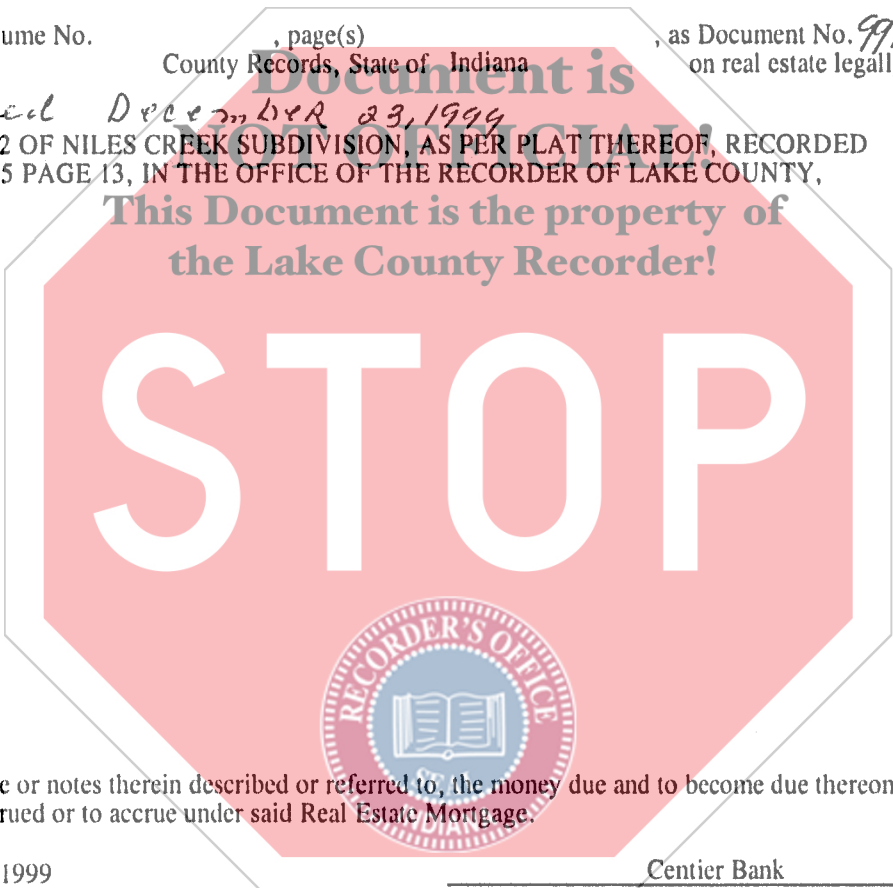 ume No. , page(s) , as Document No. 99
County Records, State of Indiana on real estate legall
Document is
ed December 23, 1999
2 OF NILES CREEK SUBDIVISION, AS PER PLAT THEREOF, RECORDED
NOT OFFICIAL!
5 PAGE 13, IN THE OFFICE OF THE RECORDER OF LAKE COUNTY,
This Document is the property of
the Lake County Recorder!
STOP
RECORDER'S OFFICE
SEAL
INDIANA
e or notes therein described or referred to, the money due and to become due thereon
rued or to accrue under said Real Estate Mortgage.
1999 Centier Bank